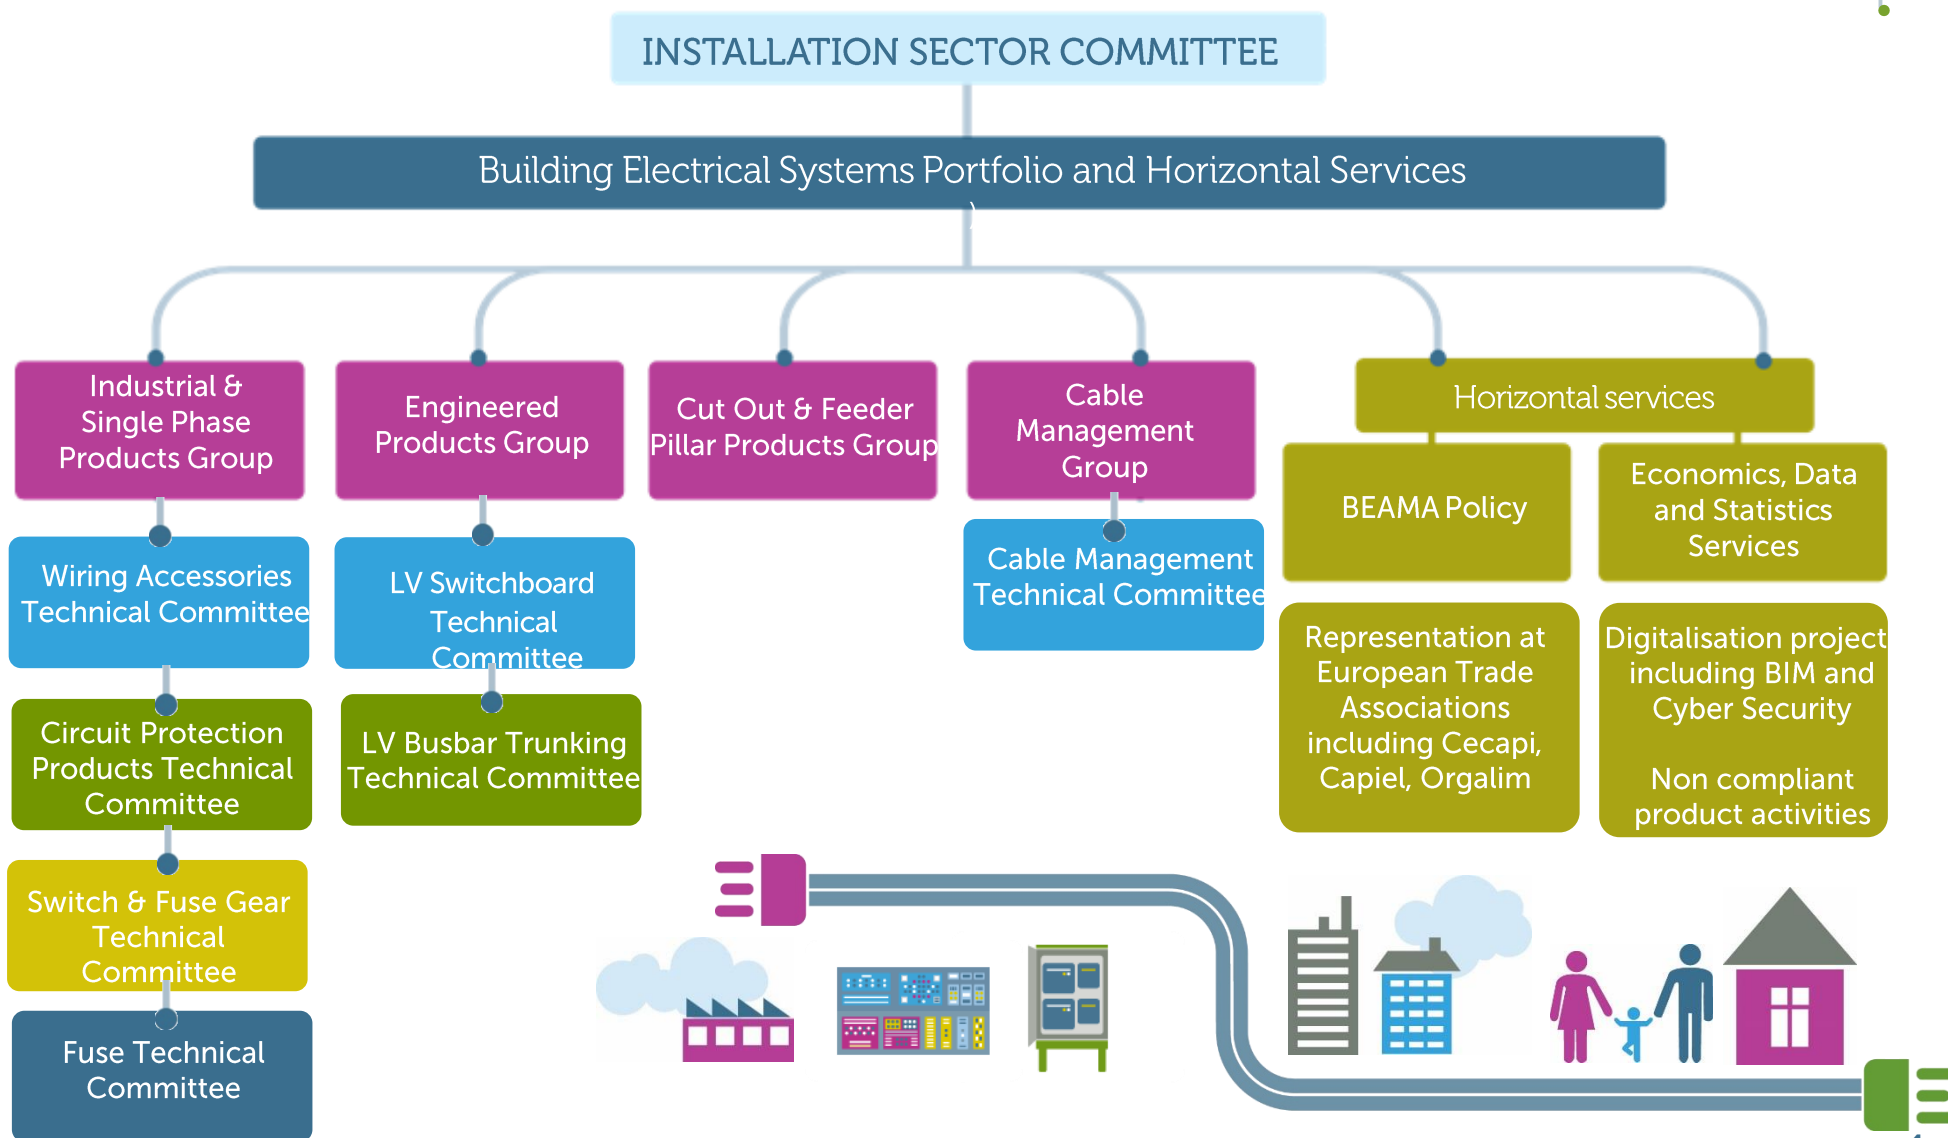 INSTALLATION SECTOR COMMITTEE
Building Electrical Systems Portfolio and Horizontal Services
)
Industrial &
Single Phase
Products Group
Engineered
Products Group
Cut Out & Feeder
Pillar Products Group
Cable
Management
Group
Horizontal services
BEAMA Policy
Economics, Data
and Statistics
Services
Wiring Accessories
Technical Committee
LV Switchboard
Technical
Committee
Cable Management
Technical Committee
Representation at
European Trade
Associations
including Cecapi,
Capiel, Orgalim
Digitalisation project
including BIM and
Cyber Security
Non compliant
product activities
Circuit Protection
Products Technical
Committee
LV Busbar Trunking
Technical Committee
Switch & Fuse Gear
Technical
Committee
Fuse Technical
Committee